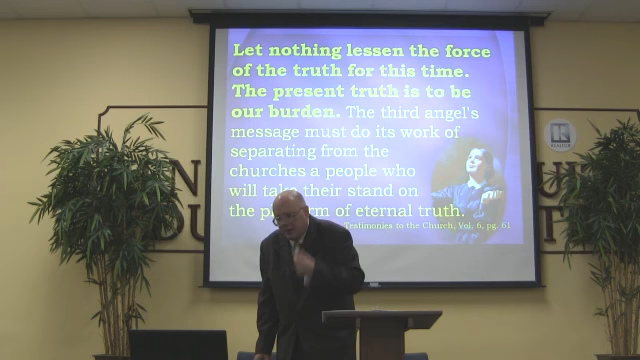 Let nothing lessen the force
of the truth for this time.
The present truth is to be
our burden. The third angel's
message must do its work of
separating from the
churches a people who
will take their stand on
the of eternal truth.
Testimonies to the Church, Vol. 6, pg. 61
REALTOR